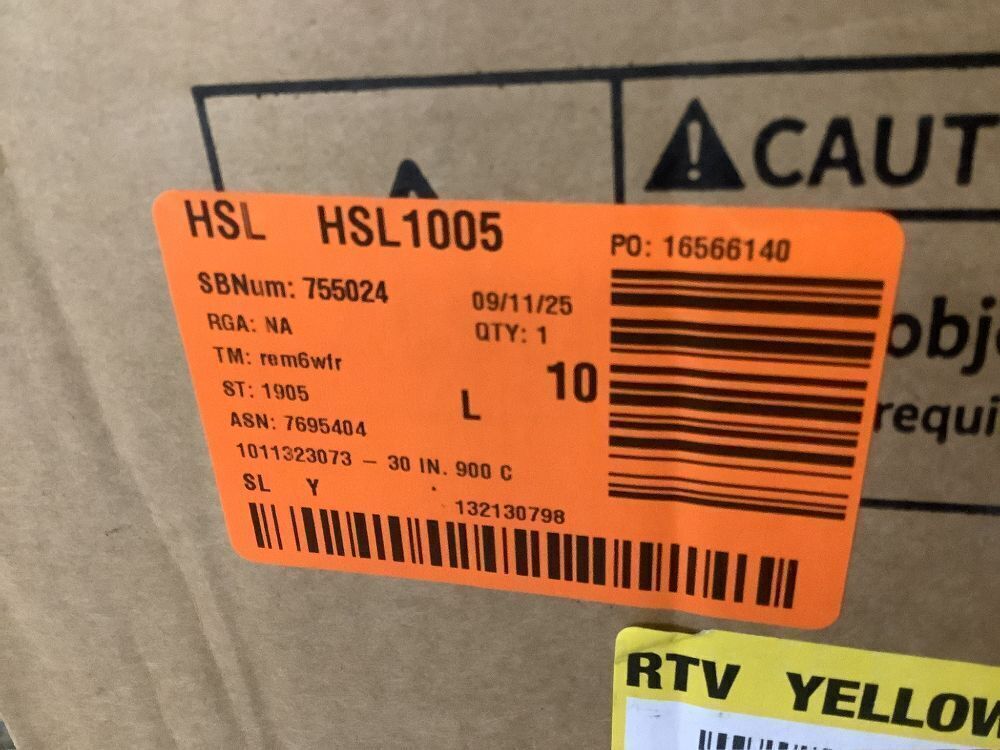 CAUT
HSL HSL1005
PO: 16566140
SBNum: 755024
09/11/25
RGA: NA
QTY: 1
TM: rem6wfr
10
ST: 1905
L
ASN: 7695404
1011323073 – 30 IN. 900 C
SL Y
132130798
obj
requi
RTV YELLOW